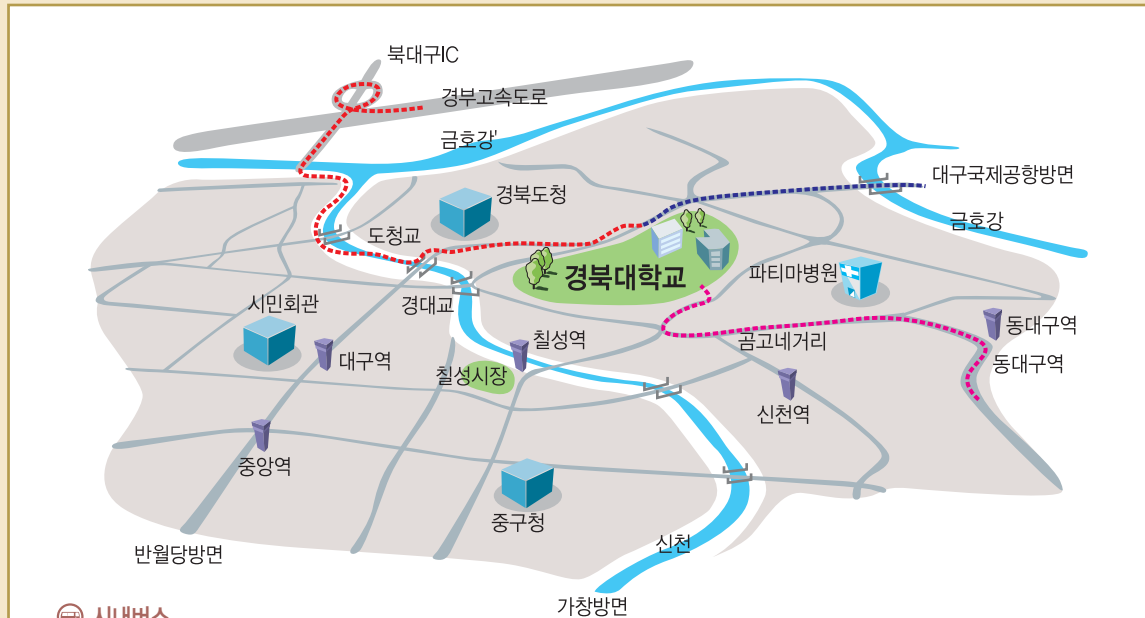 북대구IC
경부고속도로
금호강'
대구국제공항방면
경북도청
금호강
도청교
경북대학교
파티마병원
시민회관
경대교
동대구역
칠성역
곰고네거리
대구역
동대구역
칠성시장
신천역
중앙역
중구청
신천
반월당방면
가창방면
시내버스